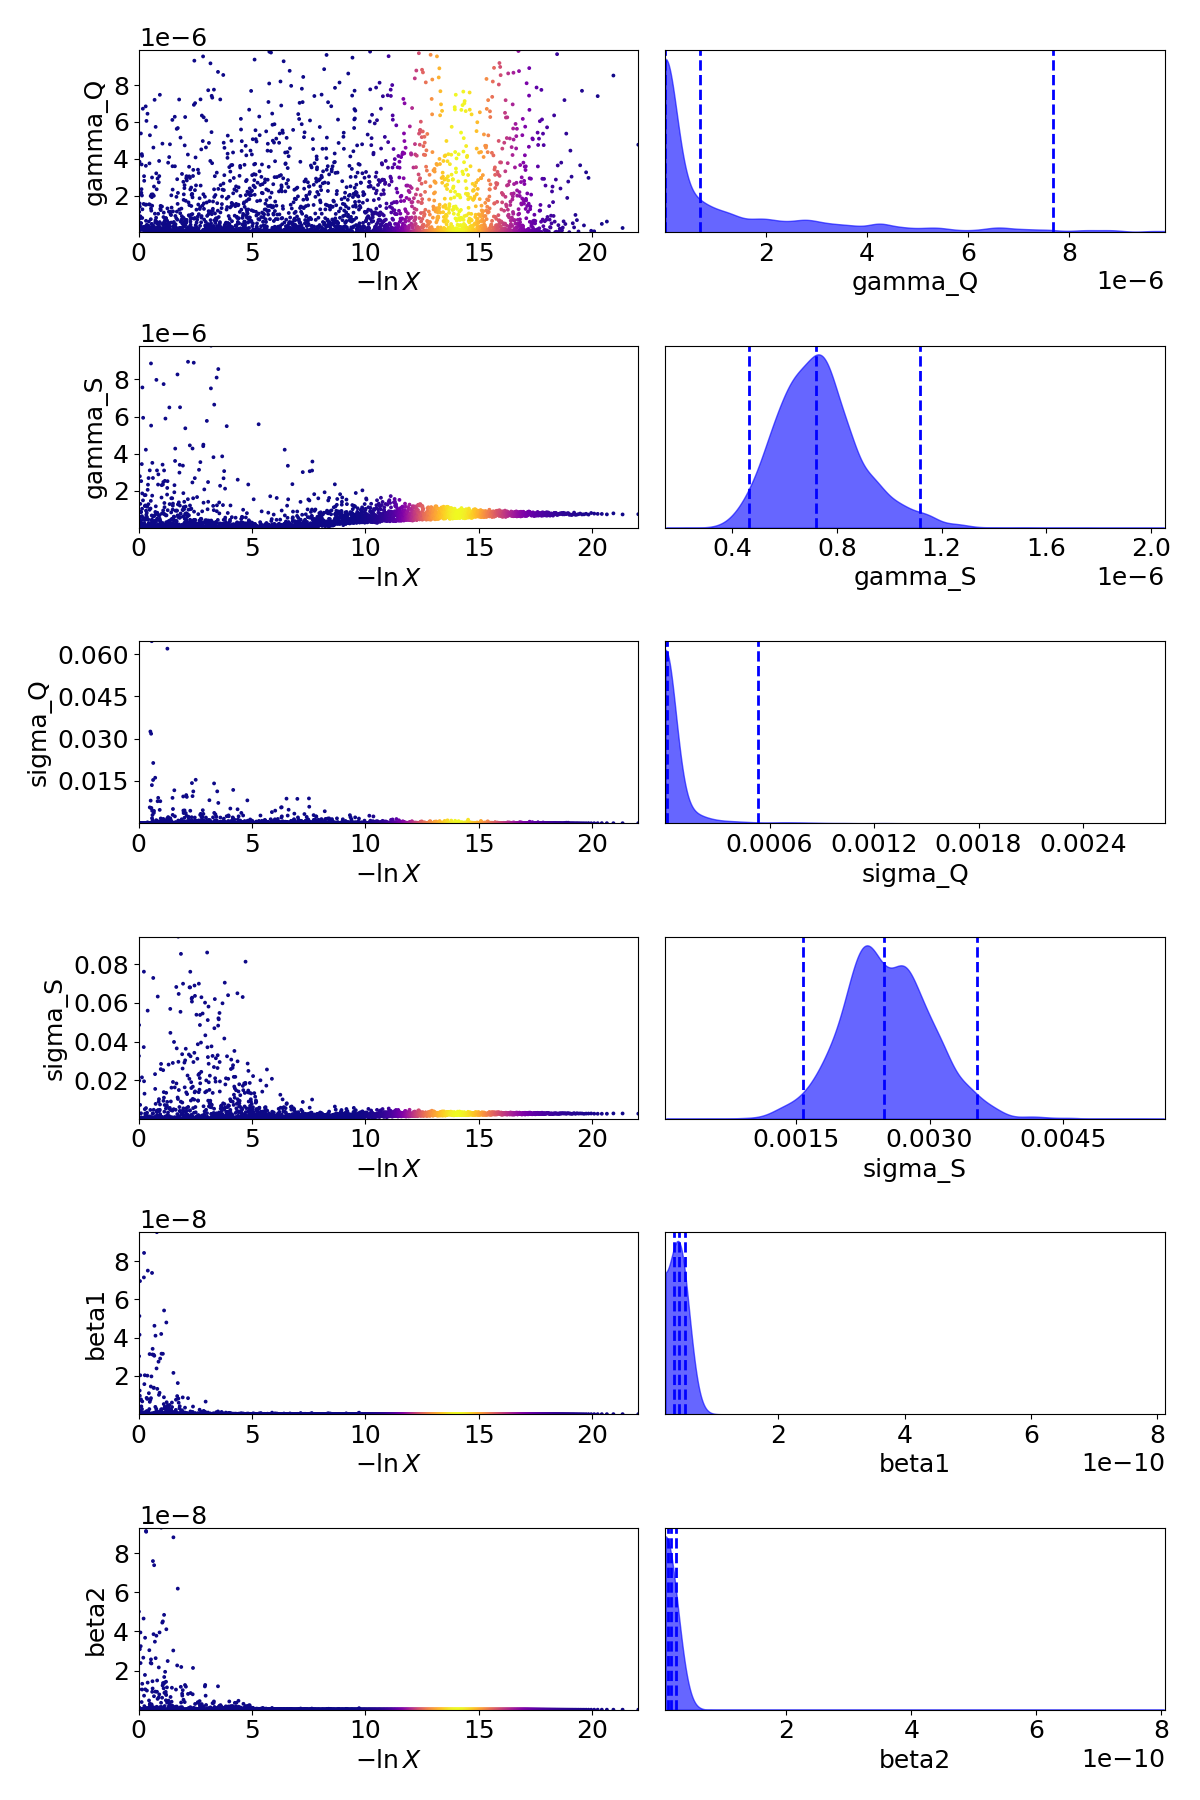 1e−6
gamma_Q
8
6
4
2
0 5 10 15 20
−ln X
2 4 6 8
gamma_Q
1e−6
1e−6
gamma_S
8
6
4
2
0 5 10 15 20
−ln X
0.4 0.8 1.2 1.6 2.0
gamma_S
1e−6
sigma_Q
0.060
0.045
0.030
0.015
0 5 10 15 20
−ln X
0.0006 0.0012 0.0018 0.0024
sigma_Q
sigma_S
0.08
0.06
0.04
0.02
0 5 10 15 20
−ln X
0.0015 0.0030 0.0045
sigma_S
1e−8
beta1
8
6
4
2
0 5 10 15 20
−ln X
2 4 6 8
beta1
1e−10
1e−8
beta2
8
6
4
2
0 5 10 15 20
−ln X
2 4 6 8
beta2
1e−10